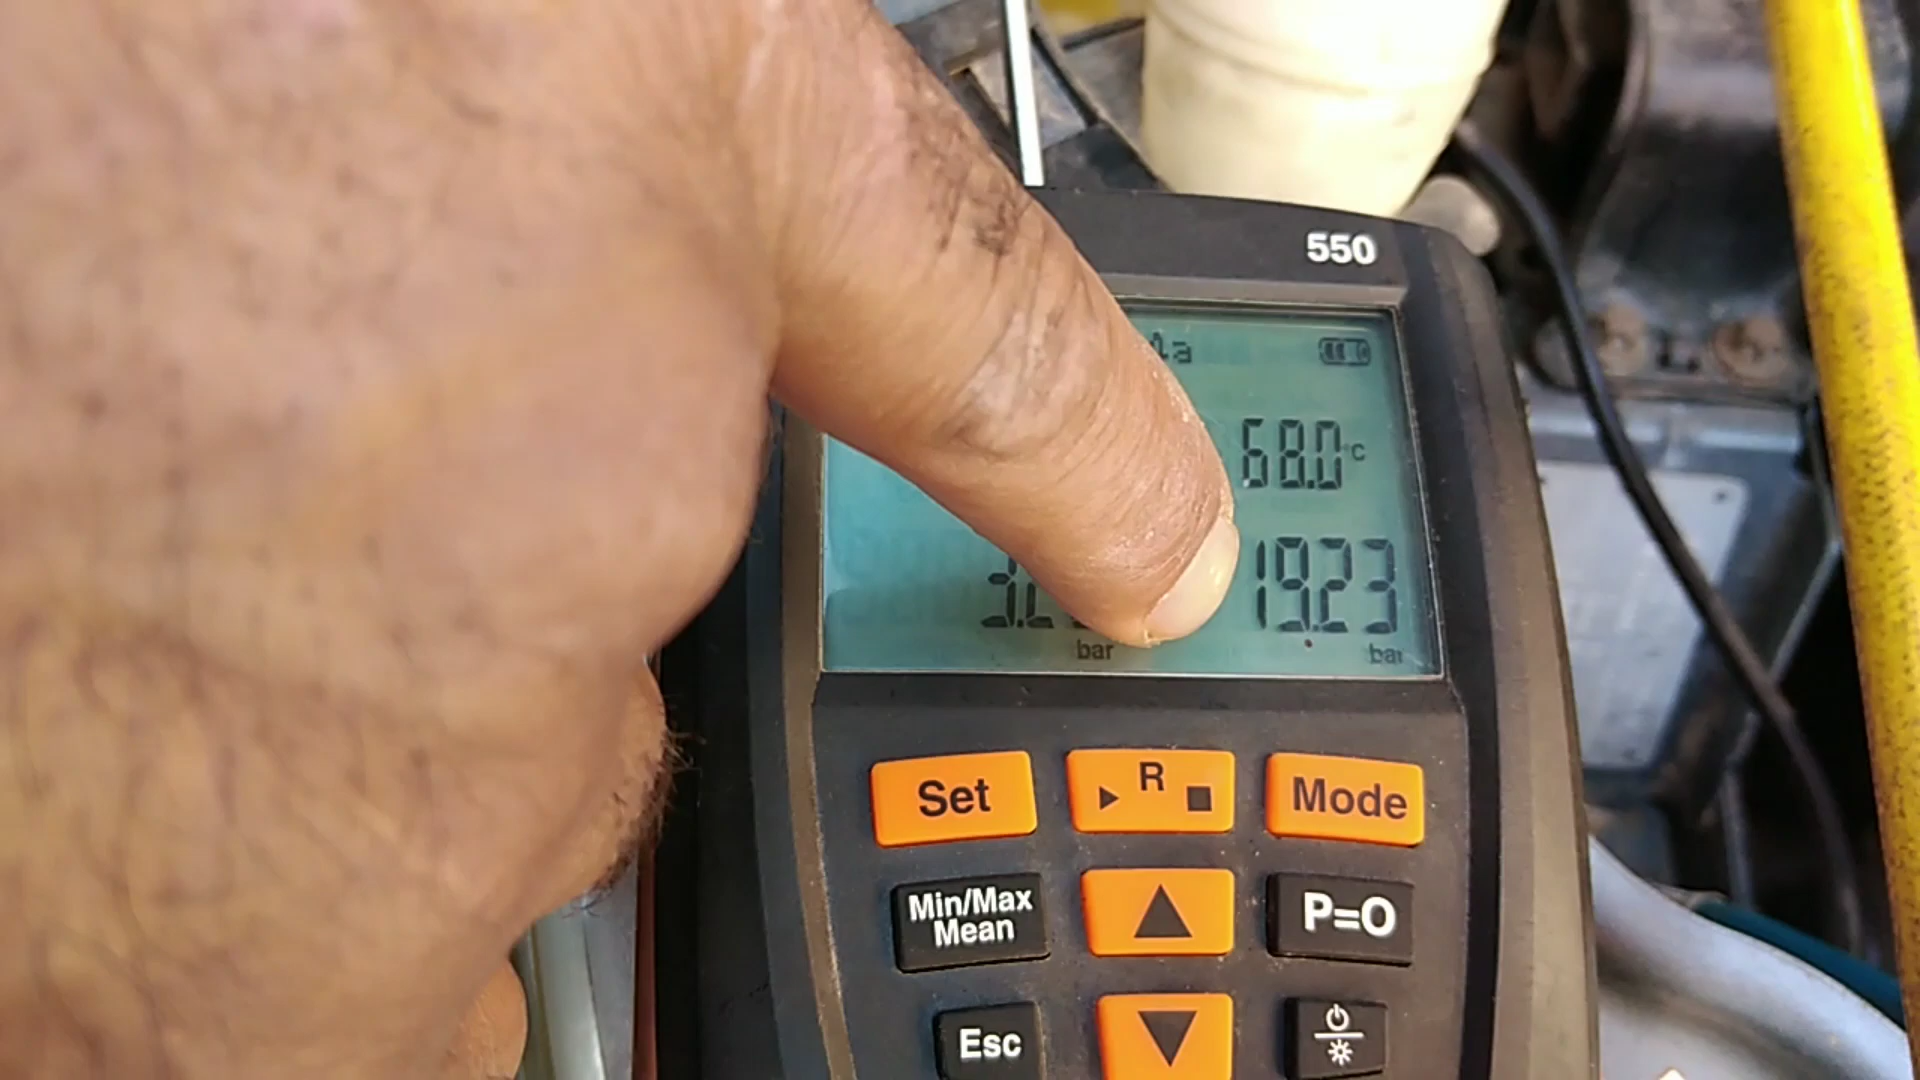 550
68.0°C
19.23
bar
bar
Set
R
Mode
Min/Max
Mean
P=O
Esc